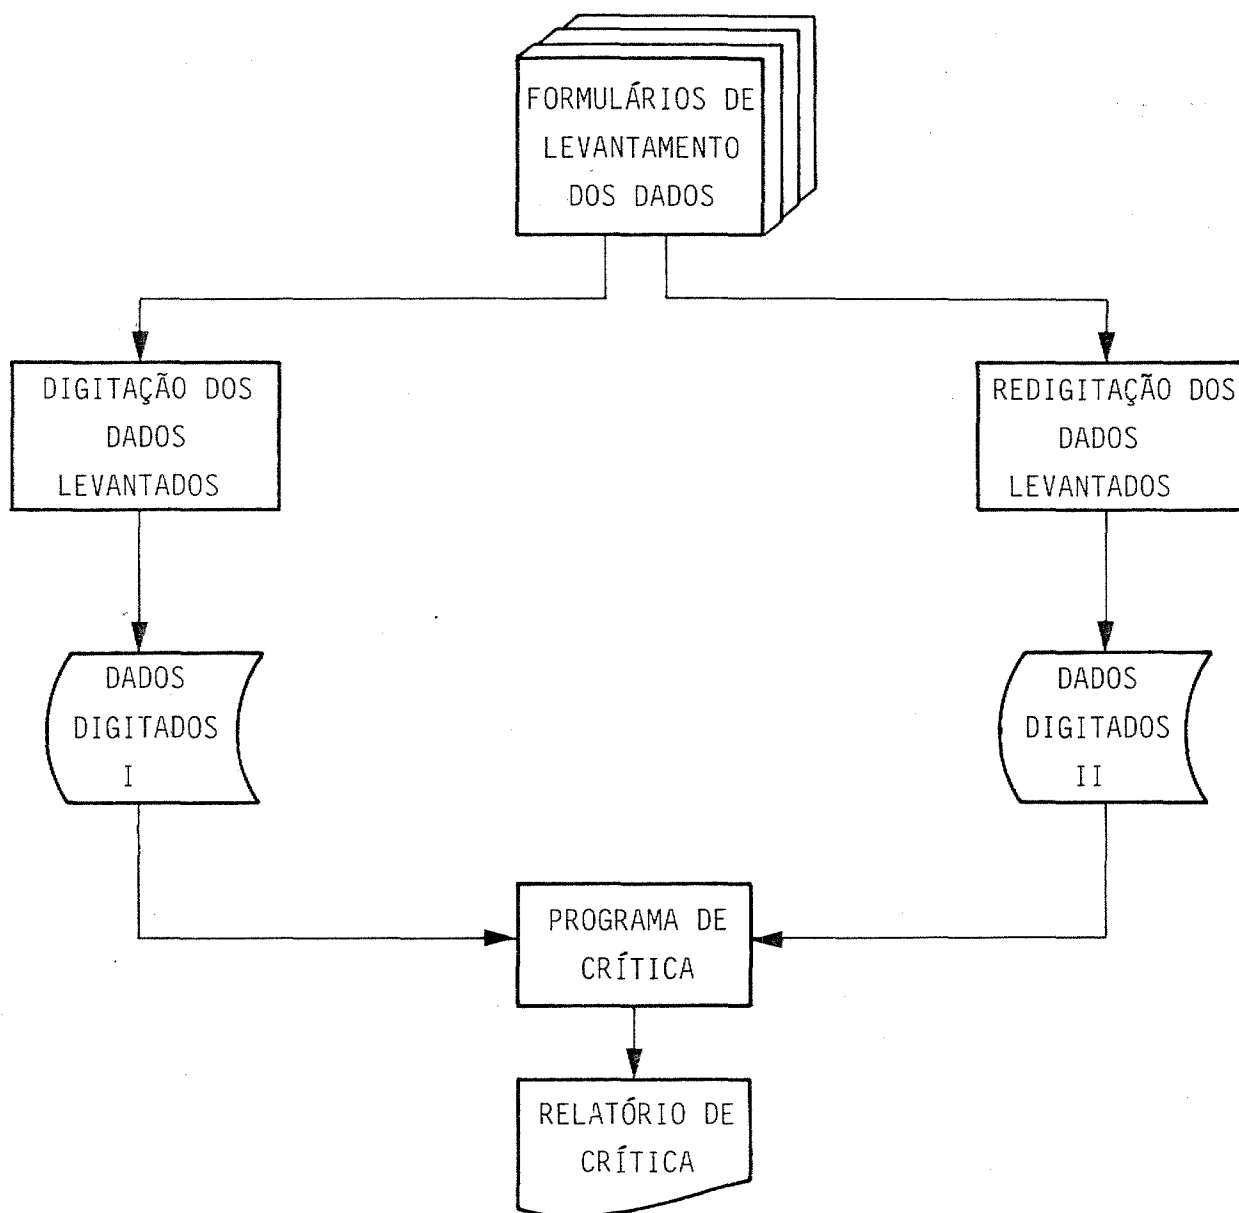 FORMULÁRIOS DE
LEVANTAMENTO
DOS DADOS
DIGITAÇÃO DOS
DADOS
LEVANTADOS
REDIGITAÇÃO DOS
DADOS
LEVANTADOS
DADOS
DIGITADOS
I
DADOS
DIGITADOS
II
PROGRAMA DE
CRÍTICA
RELATÓRIO DE
CRÍTICA